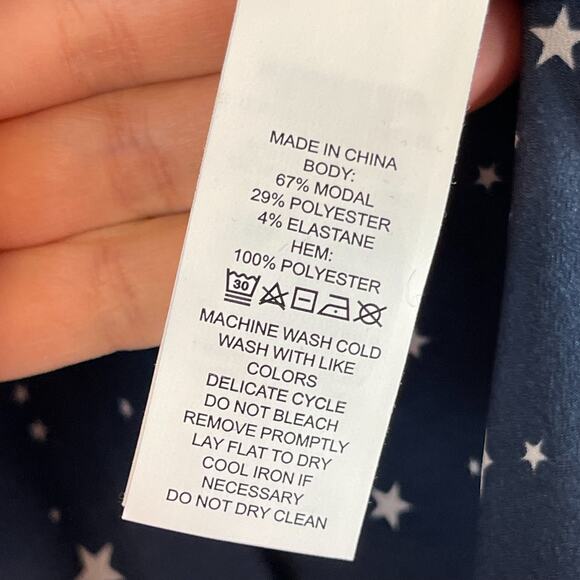 MADE IN CHINA
BODY:
67% MODAL
29% POLYESTER
4% ELASTANE
HEM:
100% POLYESTER
30
MACHINE WASH COLD
WASH WITH LIKE
COLORS
DELICATE CYCLE
DO NOT BLEACH
REMOVE PROMPTLY
LAY FLAT TO DRY
COOL IRON IF
NECESSARY
DO NOT DRY CLEAN